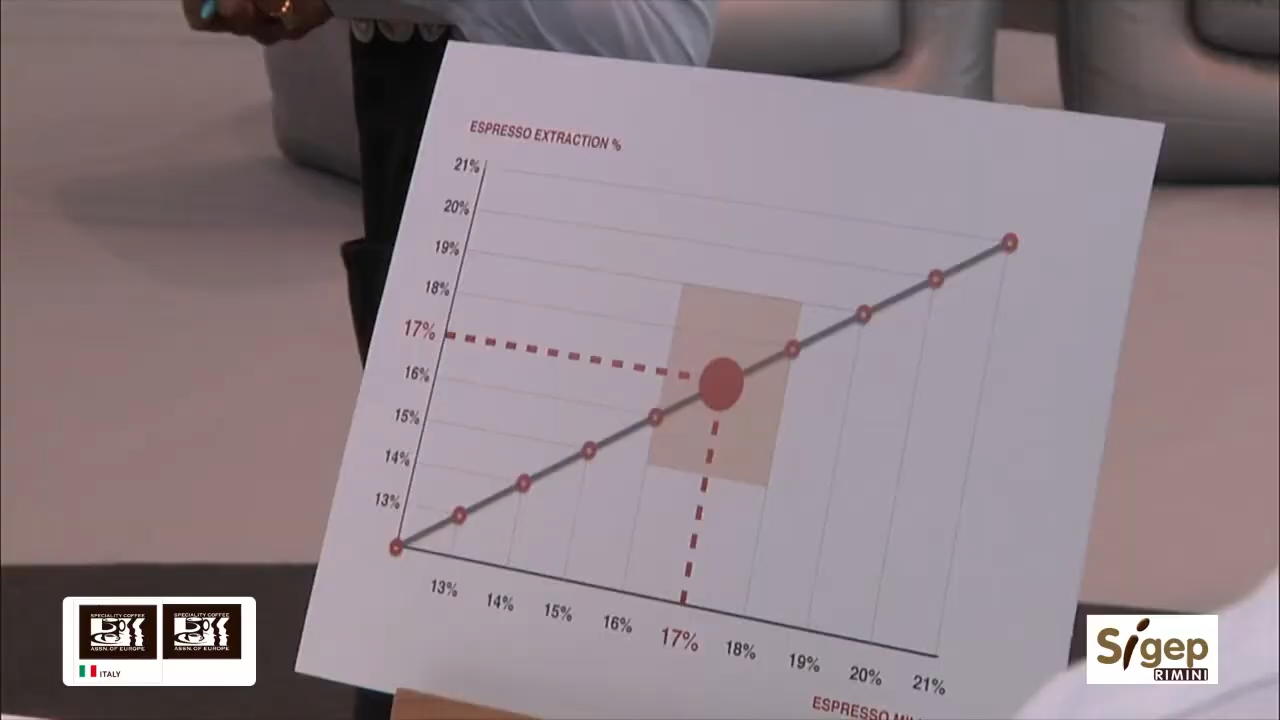 ESPRESSO EXTRACTION %
21%
20%
19%
18%
17%
16%
15%
14%
13%
13% 14% 15% 16% 17% 18% 19% 20% 21%
ESPRESSO
SPECIALITY COFFEE SPECIALITY COFFEE
ASSN. OF EUROPE ASSN. OF EUROPE
ITALY
Sigep
RIMINI